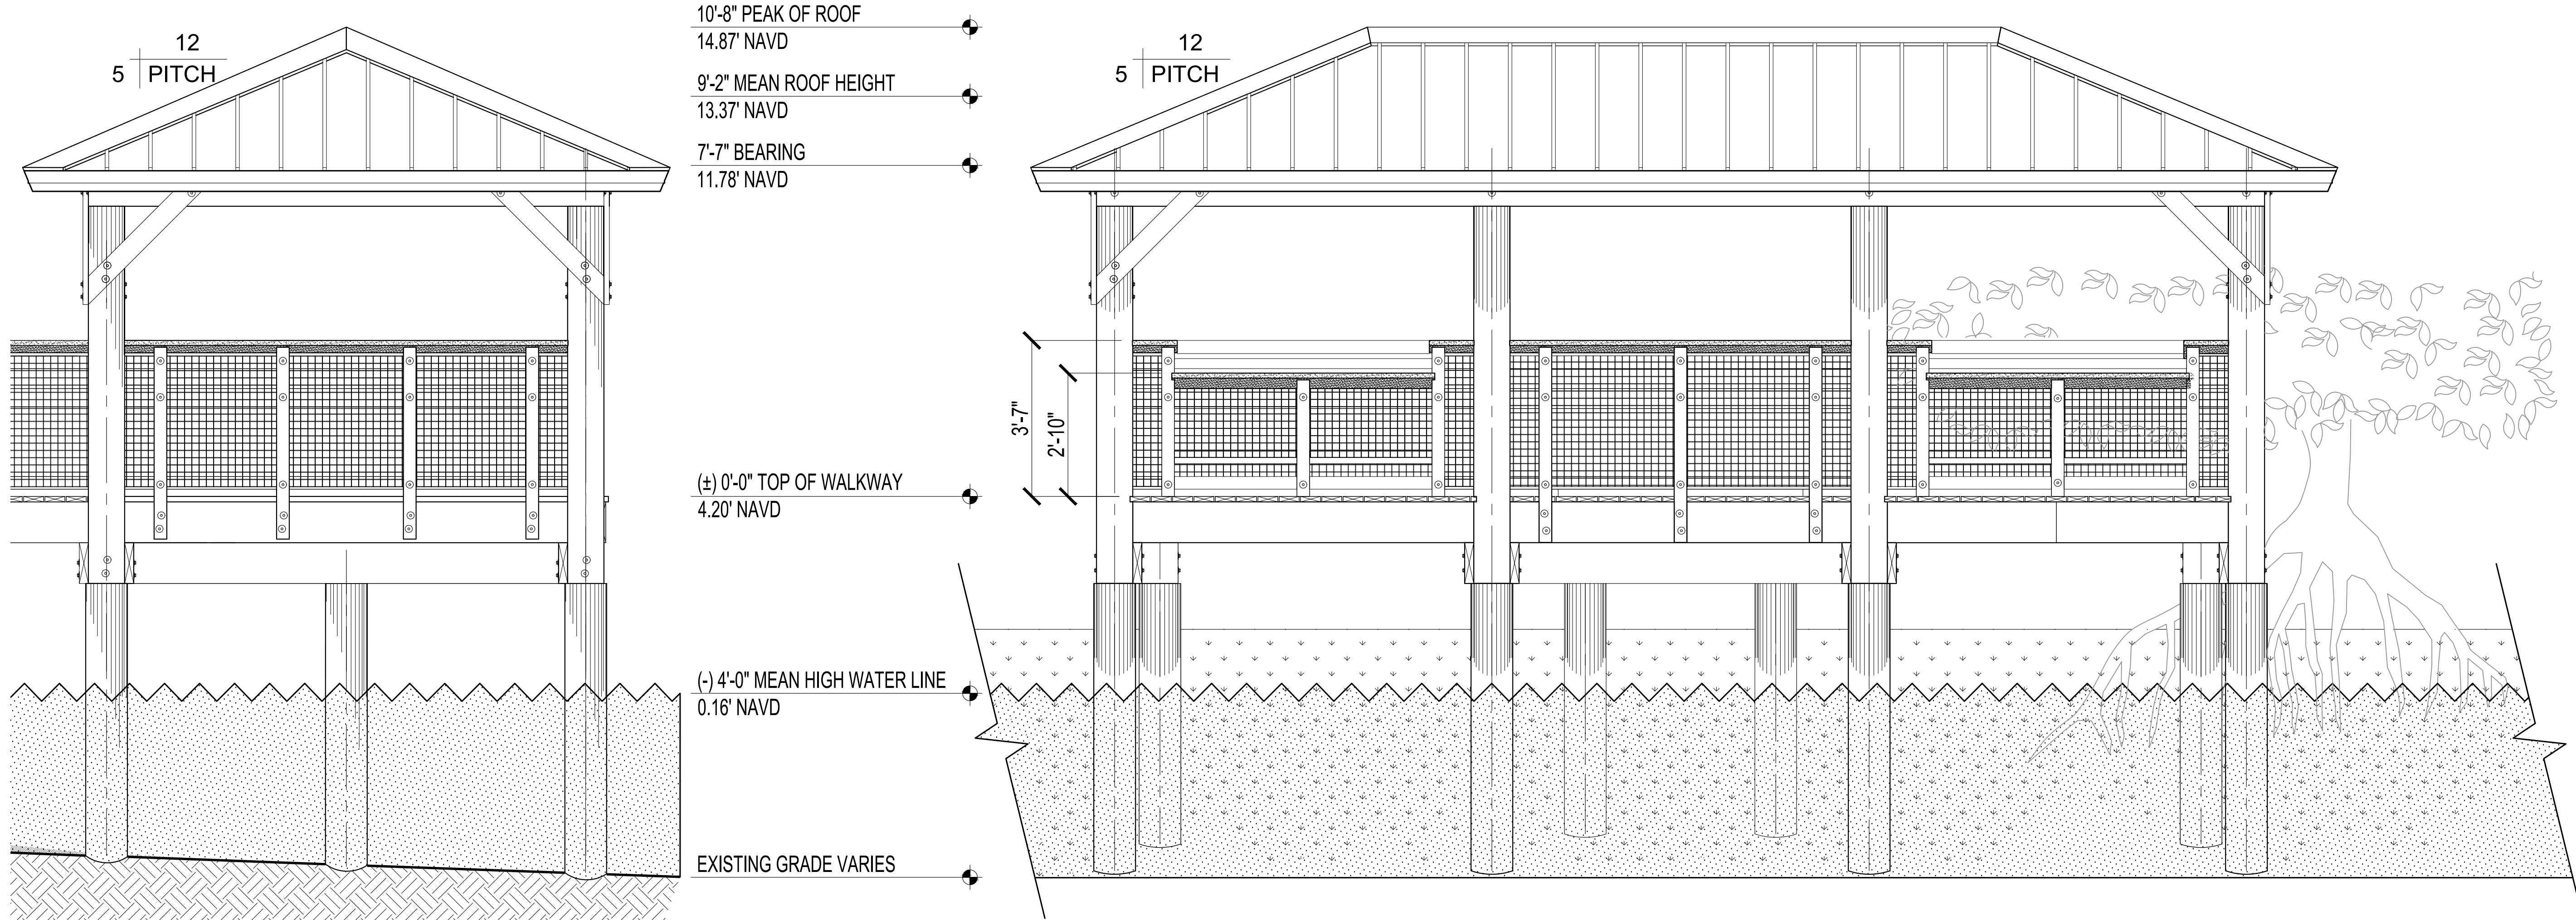 12
5 PITCH
10'-8" PEAK OF ROOF
14.87' NAVD
9'-2" MEAN ROOF HEIGHT
13.37' NAVD
7'-7" BEARING
11.78' NAVD
(±) 0'-0" TOP OF WALKWAY
4.20' NAVD
(-) 4'-0" MEAN HIGH WATER LINE
0.16' NAVD
EXISTING GRADE VARIES
12
5 PITCH
3'-7"
2'-10"